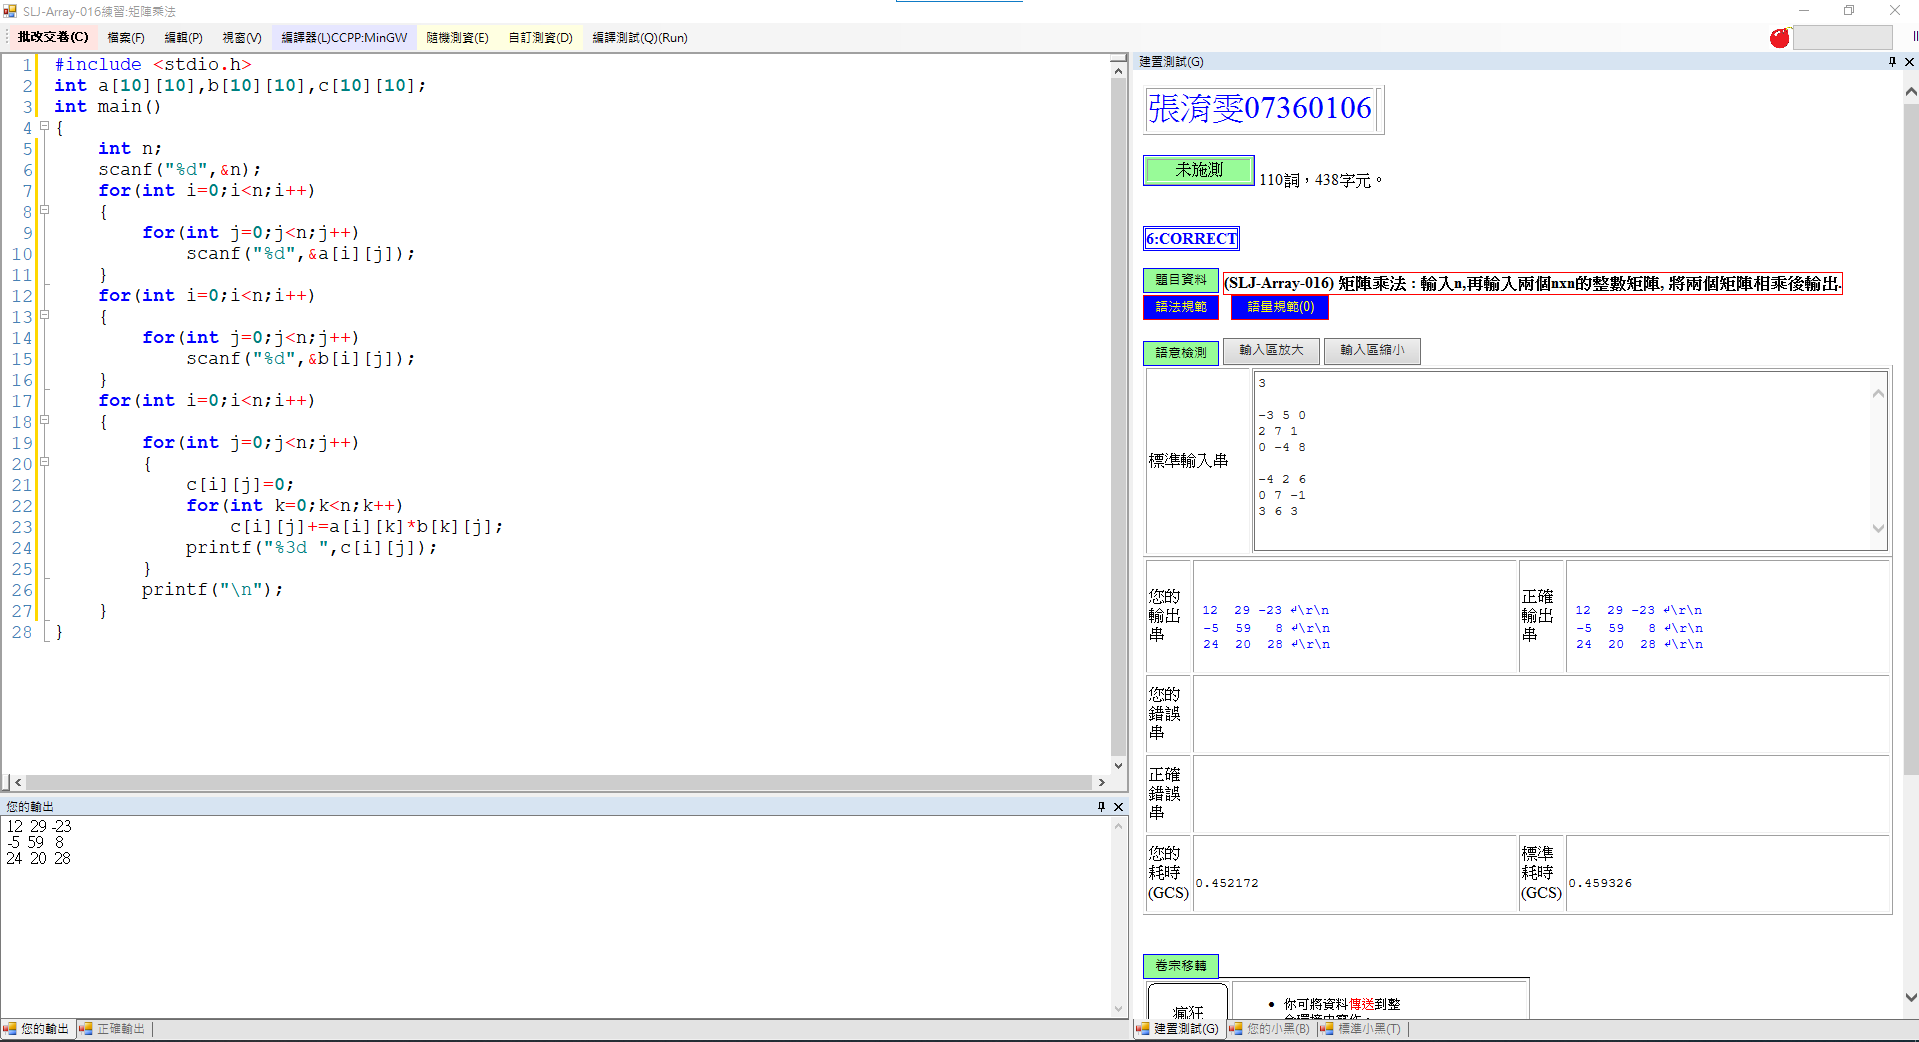 SLJ-Array-016練習:矩陣乘法
批改交卷(C) 檔案(F) 編輯(P) 視窗(V) 編譯器(L)CCPP:MinGW 隨機測資(E) 自訂測資(D) 編譯測試(Q)(Run)
1 #include <stdio.h>
2 int a[10][10],b[10][10],c[10][10];
3 int main()
4 {
5 int n;
6 scanf("%d",&n);
7 for(int i=0;i<n;i++)
8 {
9 for(int j=0;j<n;j++)
10 scanf("%d",&a[i][j]);
11 }
12 for(int i=0;i<n;i++)
13 {
14 for(int j=0;j<n;j++)
15 scanf("%d",&b[i][j]);
16 }
17 for(int i=0;i<n;i++)
18 {
19 for(int j=0;j<n;j++)
20 {
21 c[i][j]=0;
22 for(int k=0;k<n;k++)
23 c[i][j]+=a[i][k]*b[k][j];
24 printf("%3d ",c[i][j]);
25 }
26 printf("\n");
27 }
28 }
您的輸出
12 29 -23
-5 59 8
24 20 28
您的輸出 正確輸出
建置測試(G)
張淯雯07360106
未施測 110詞，438字元。
6:CORRECT
題目資料 (SLJ-Array-016) 矩陣乘法 : 輸入n,再輸入兩個nxn的整數矩陣, 將兩個矩陣相乘後輸出.
語法規範 語量規範(0)
語意檢測 輸入區放大 輸入區縮小
標準輸入串
3
-3 5 0
2 7 1
0 -4 8
-4 2 6
0 7 -1
3 6 3
您的輸出串
12 29 -23 ↲\r\n
-5 59 8 ↲\r\n
24 20 28 ↲\r\n
正確輸出串
12 29 -23 ↲\r\n
-5 59 8 ↲\r\n
24 20 28 ↲\r\n
您的錯誤串
正確錯誤串
您的耗時(GCS) 0.452172
標準耗時(GCS) 0.459326
卷宗移轉
瘋狂
• 你可將資料傳送到整
建置測試(G) 您的小黑(B) 標準小黑(T)